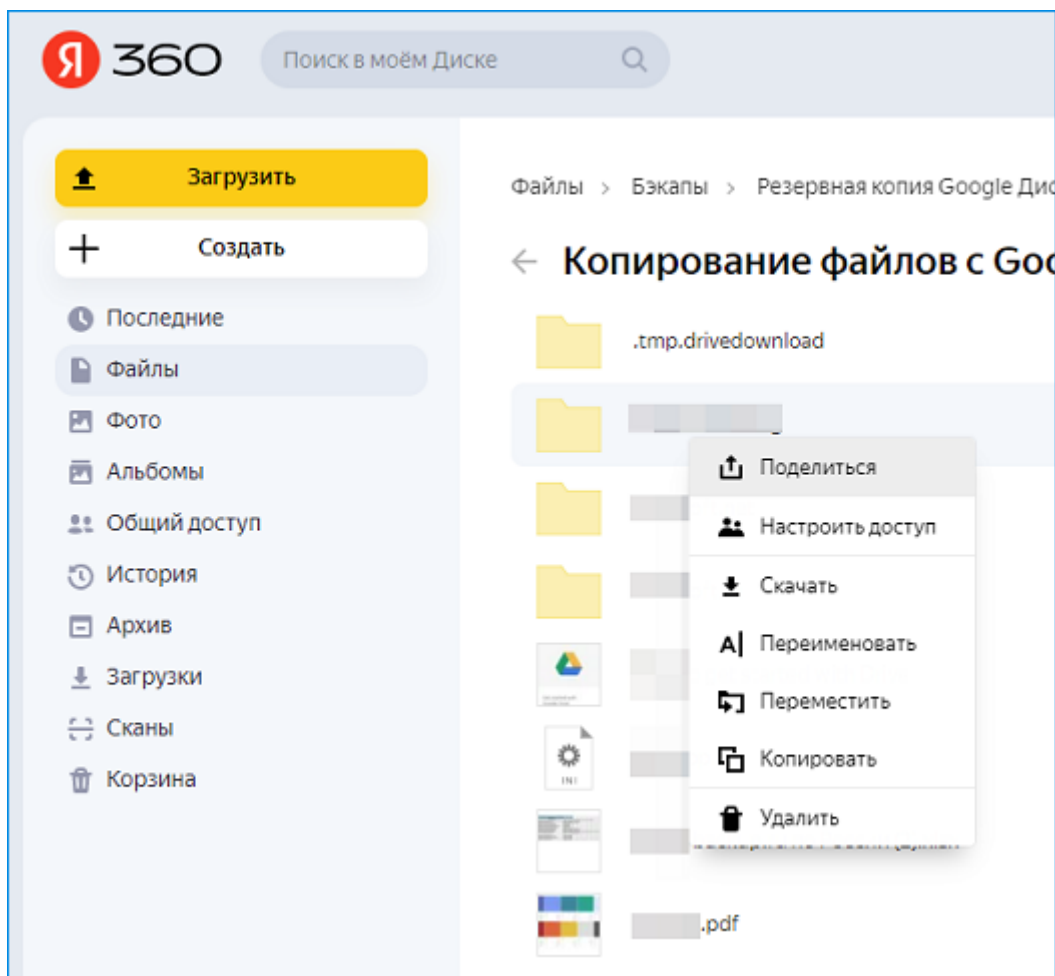 Я 360
Поиск в моём Диске
Загрузить
Создать
Последние
Файлы
Фото
Альбомы
Общий доступ
История
Архив
Загрузки
Сканы
Корзина
Файлы > Бэкапы > Резервная копия Google Дис
← Копирование файлов с Goo
.tmp.drivedownload
Поделиться
Настроить доступ
Скачать
A| Переименовать
Переместить
Копировать
INI
Удалить
.pdf